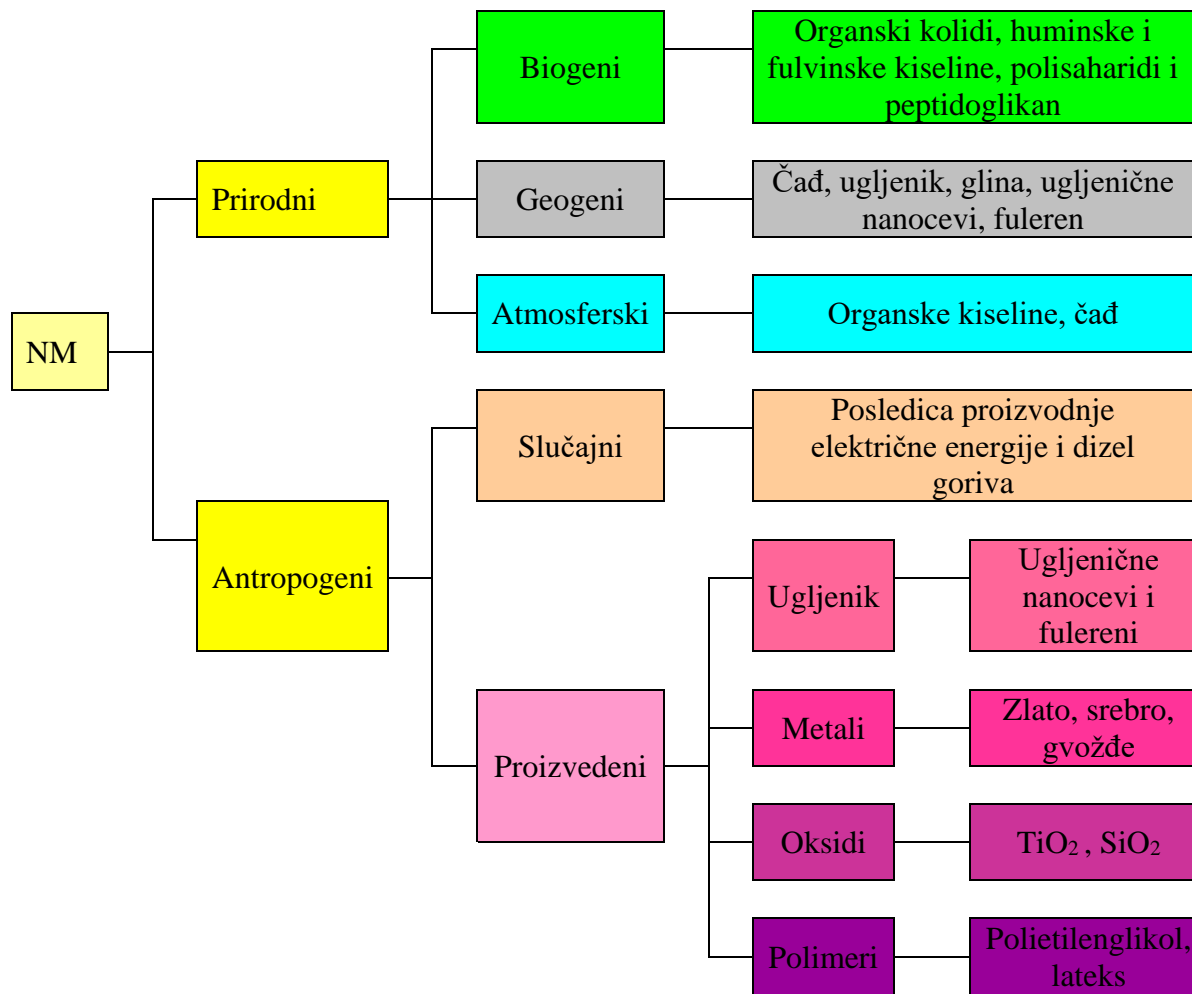 NM
Prirodni
Biogeni
Organski kolidi, huminske i
fulvinske kiseline, polisaharidi i
peptidoglikan
Geogeni
Čađ, ugljenik, glina, ugljenične
nanocevi, fuleren
Atmosferski
Organske kiseline, čađ
Antropogeni
Slučajni
Posledica proizvodnje
električne energije i dizel
goriva
Proizvedeni
Ugljenik
Ugljenične
nanocevi i
fulereni
Metali
Zlato, srebro,
gvožđe
Oksidi
TiO₂ , SiO₂
Polimeri
Polietilenglikol,
lateks